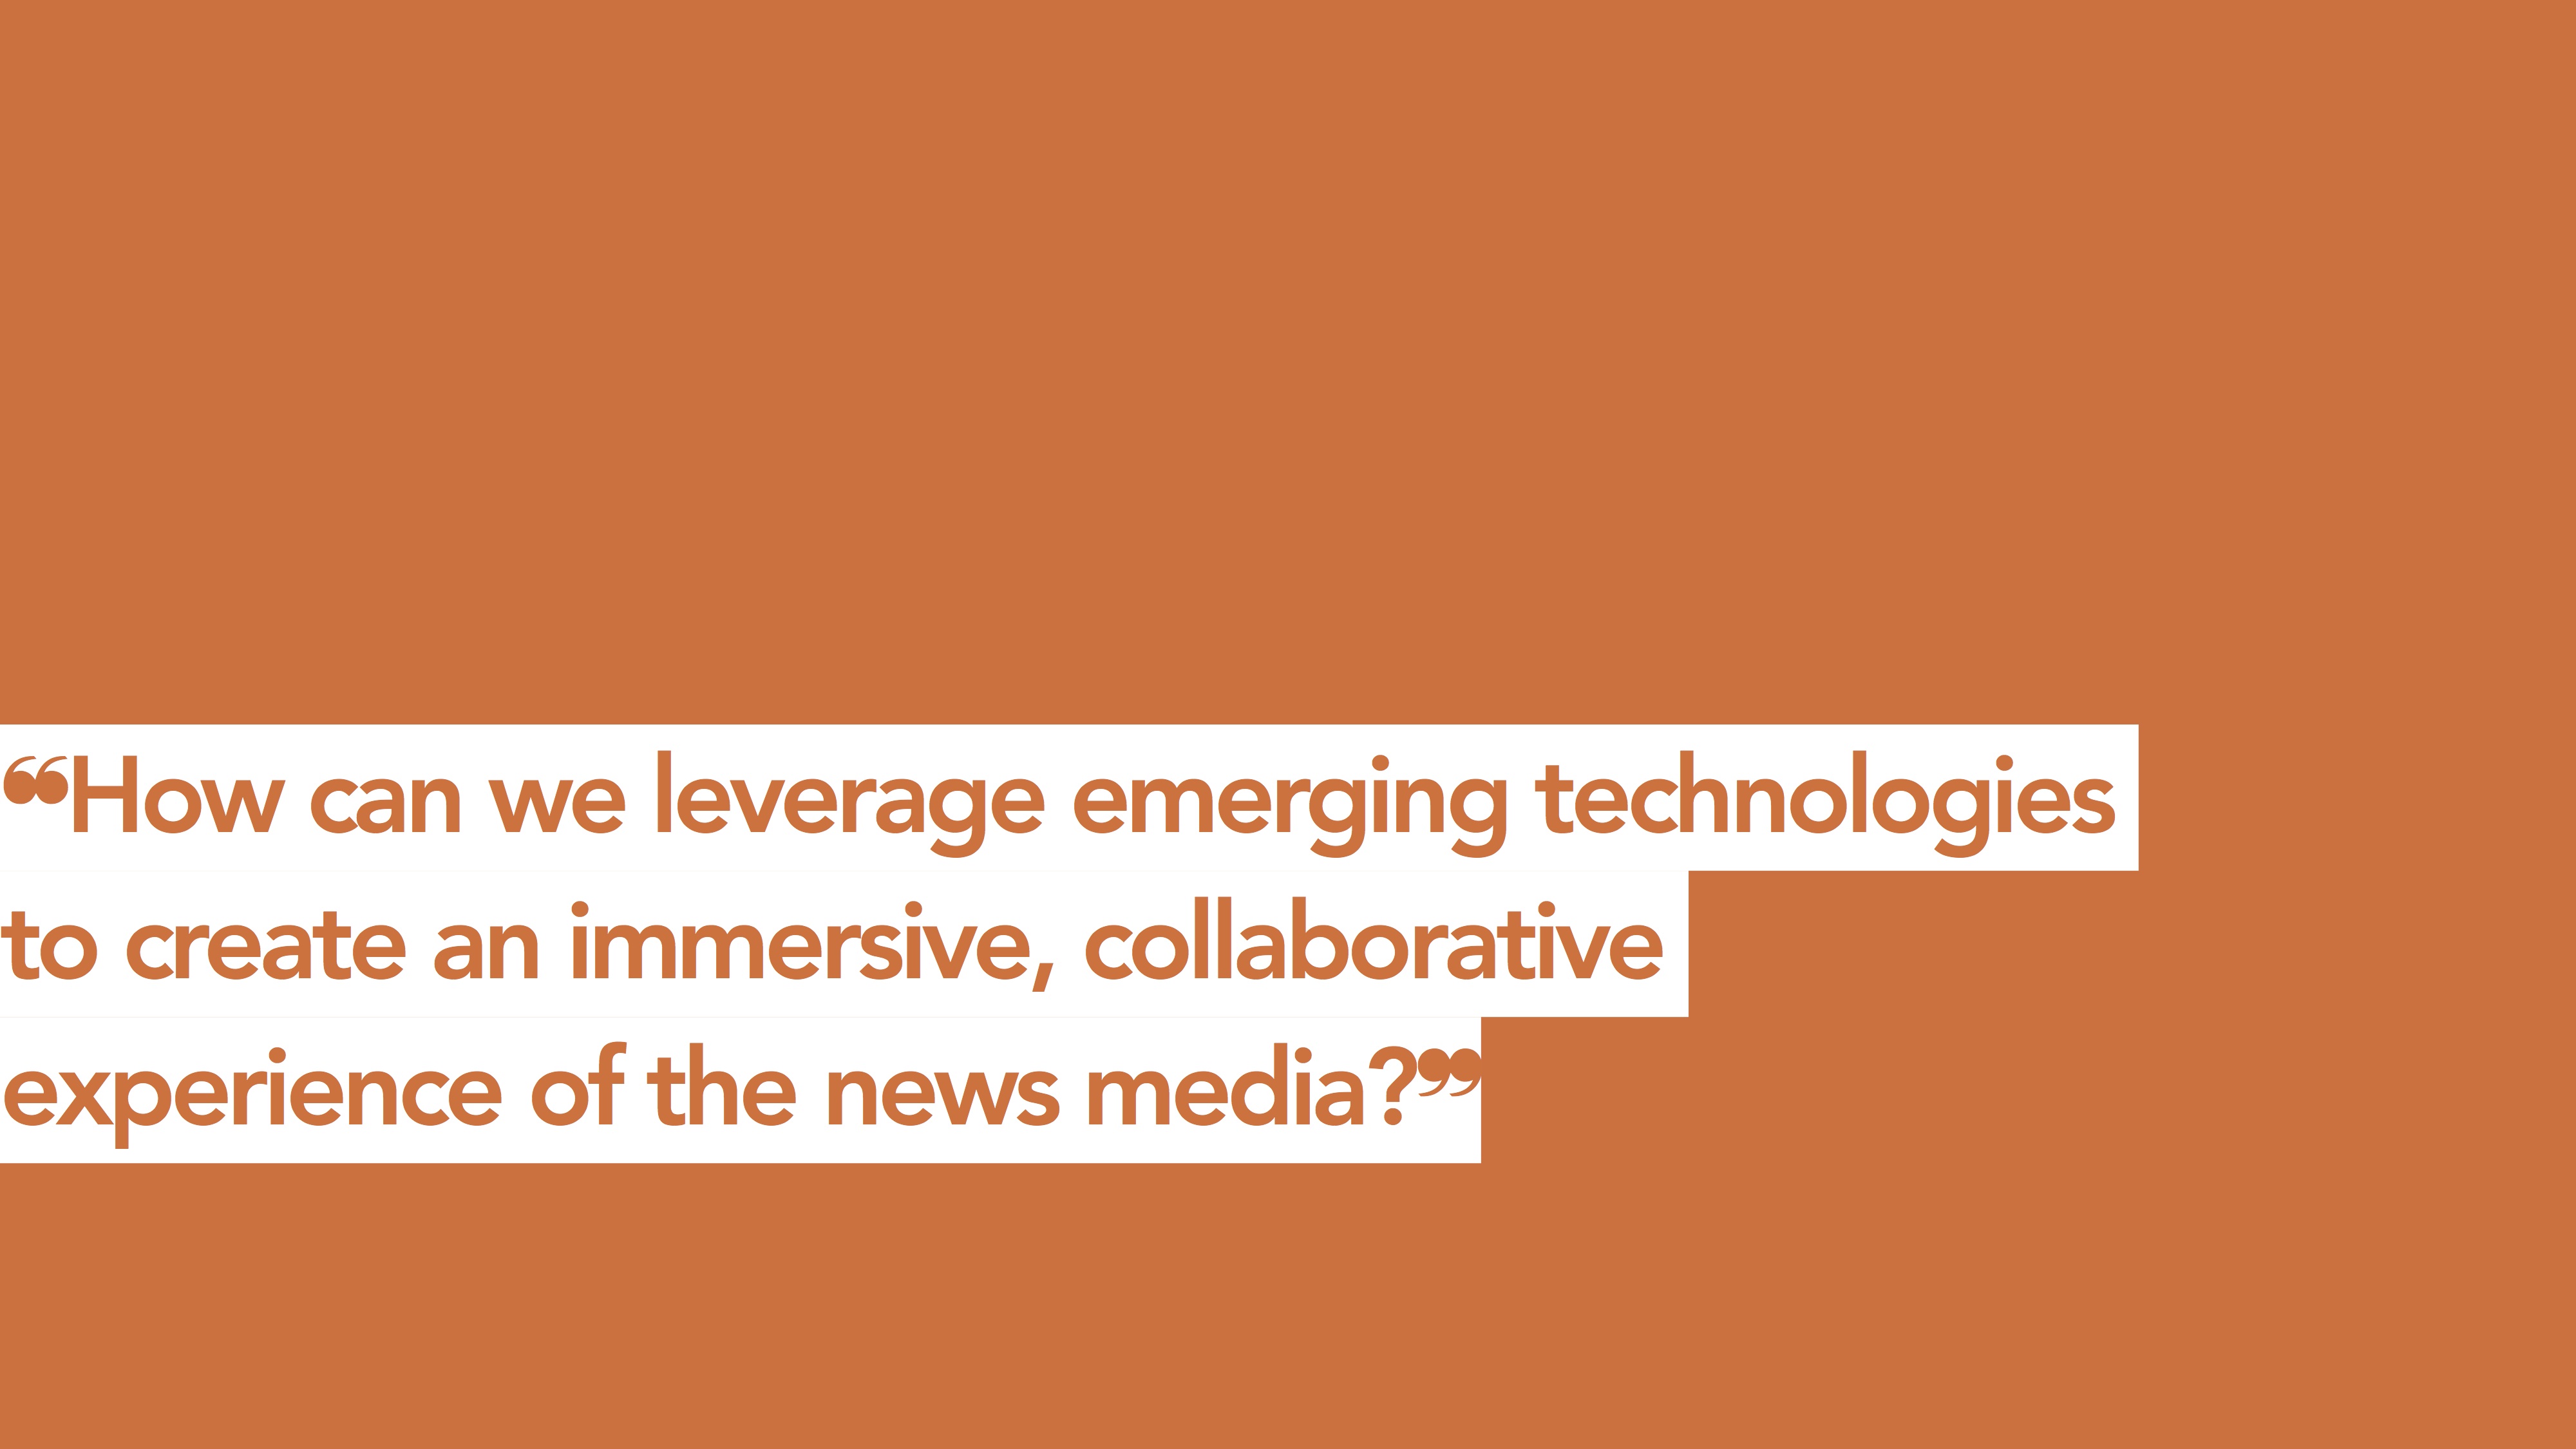 ❝How can we leverage emerging technologies
to create an immersive, collaborative
experience of the news media?❞